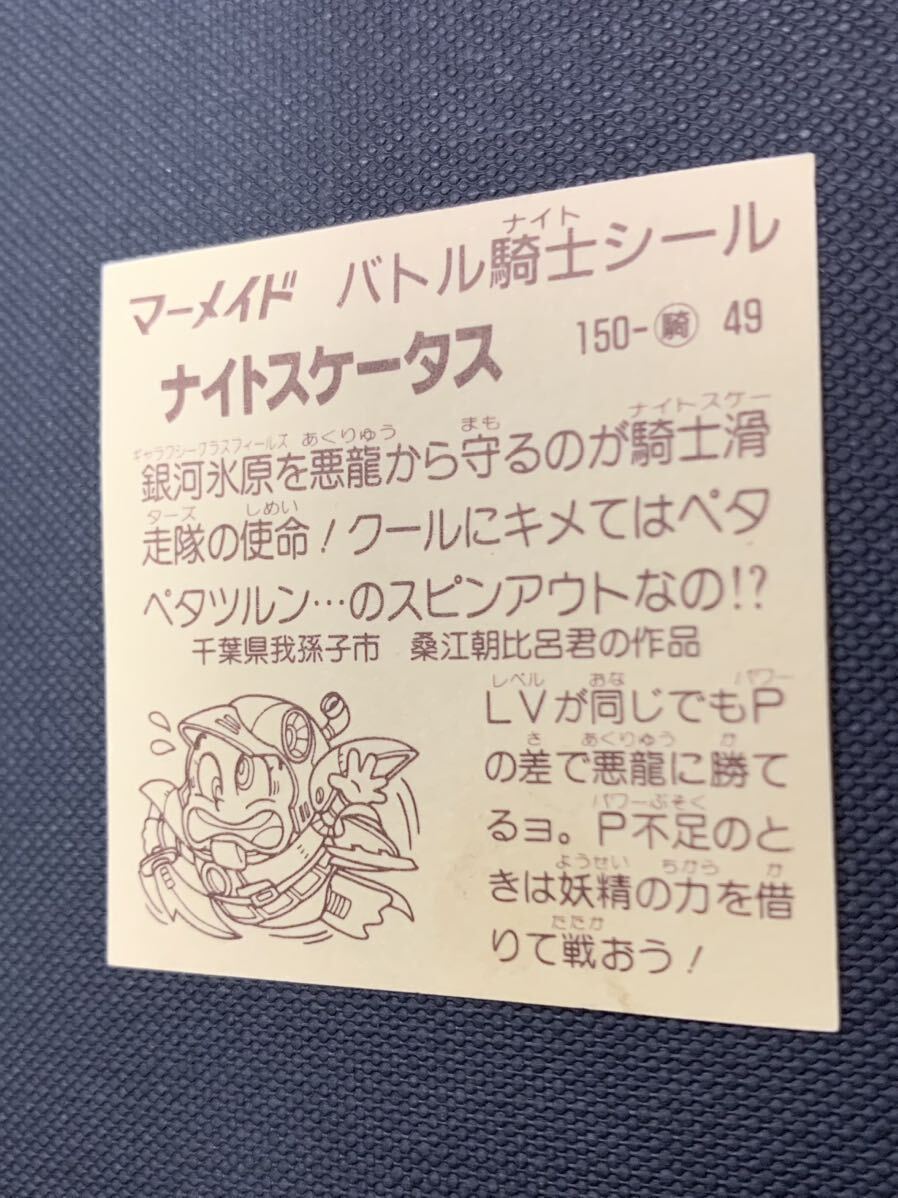 マーメイド バトル騎士シール
ナイト
ナイトスケータス 150-騎 49
ギャラクシーグラスフィールズ あくりゅう まも ナイトスケー
銀河氷原を悪龍から守るのが騎士滑
ターズ しめい
走隊の使命!クールにキメてはペタ
ペタツルン…のスピンアウトなの!?
千葉県我孫子市 桑江朝比呂君の作品
レベル おな パワー
LVが同じでもP
さ あくりゅう か
の差で悪龍に勝て
パワーぶそく
るョ。P不足のと
ようせい ちから か
きは妖精の力を借
たたか
りて戦おう!